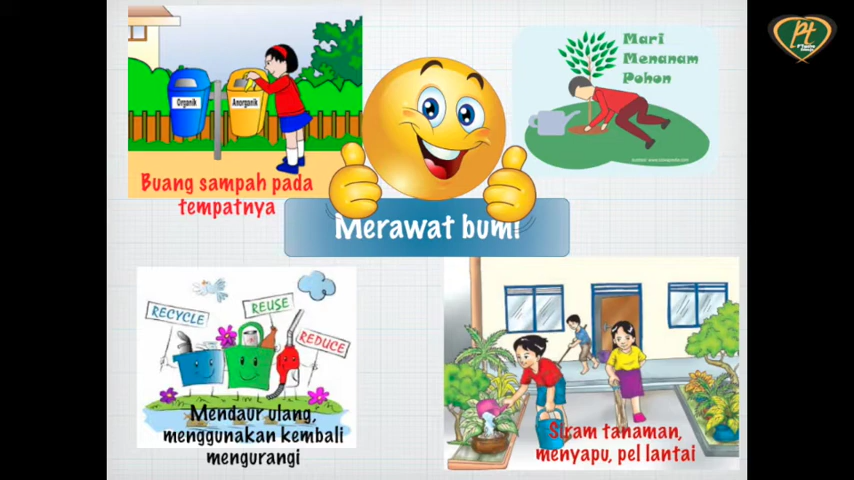 Organik
Anorganik
Buang sampah pada
tempatnya
Mari
Menanam
Pohon
Merawat bumi
RECYCLE
REUSE
REDUCE
Mendaur ulang,
menggunakan kembali
mengurangi
Siram tanaman,
menyapu, pel lantai
pt